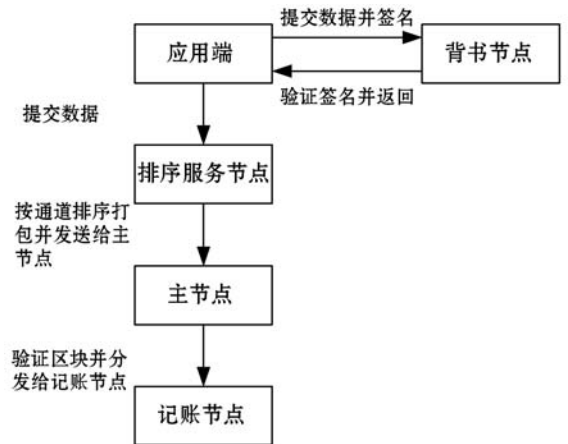 提交数据并签名
应用端
背书节点
验证签名并返回
提交数据
排序服务节点
按通道排序打
包并发送给主
节点
主节点
验证区块并分
发给记账节点
记账节点